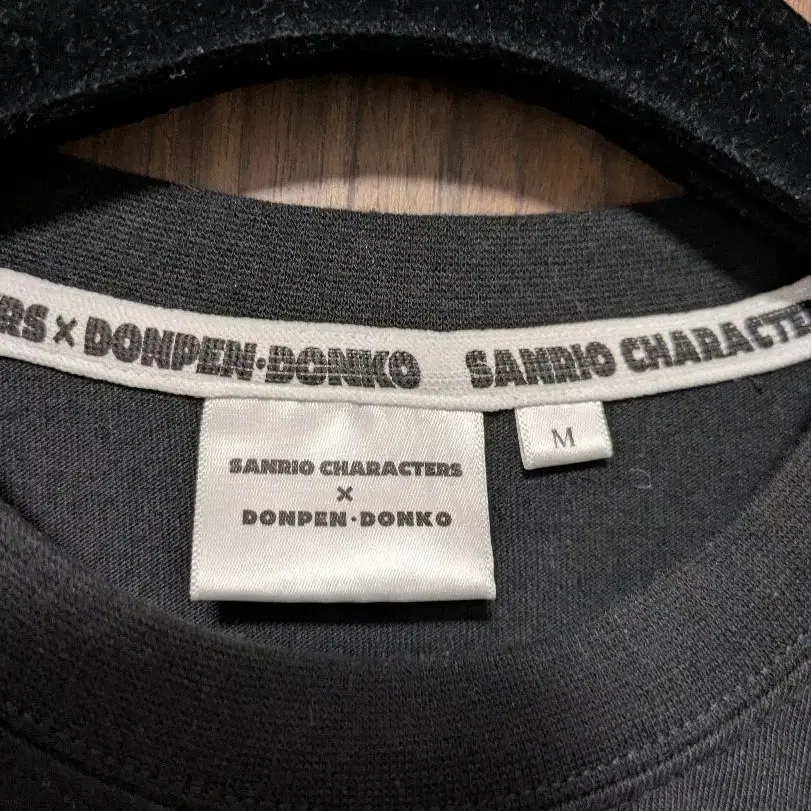 RS × DONPEN·DONKO SANRIO CHARACTE
SANRIO CHARACTERS
×
DONPEN·DONKO
M